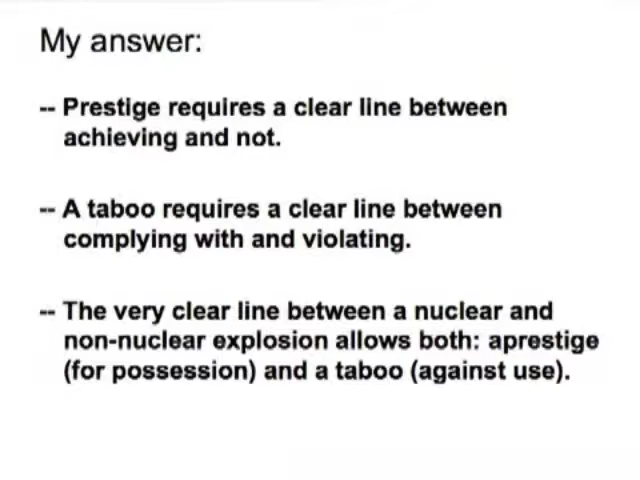 My answer:
-- Prestige requires a clear line between
achieving and not.
-- A taboo requires a clear line between
complying with and violating.
-- The very clear line between a nuclear and
non-nuclear explosion allows both: aprestige
(for possession) and a taboo (against use).